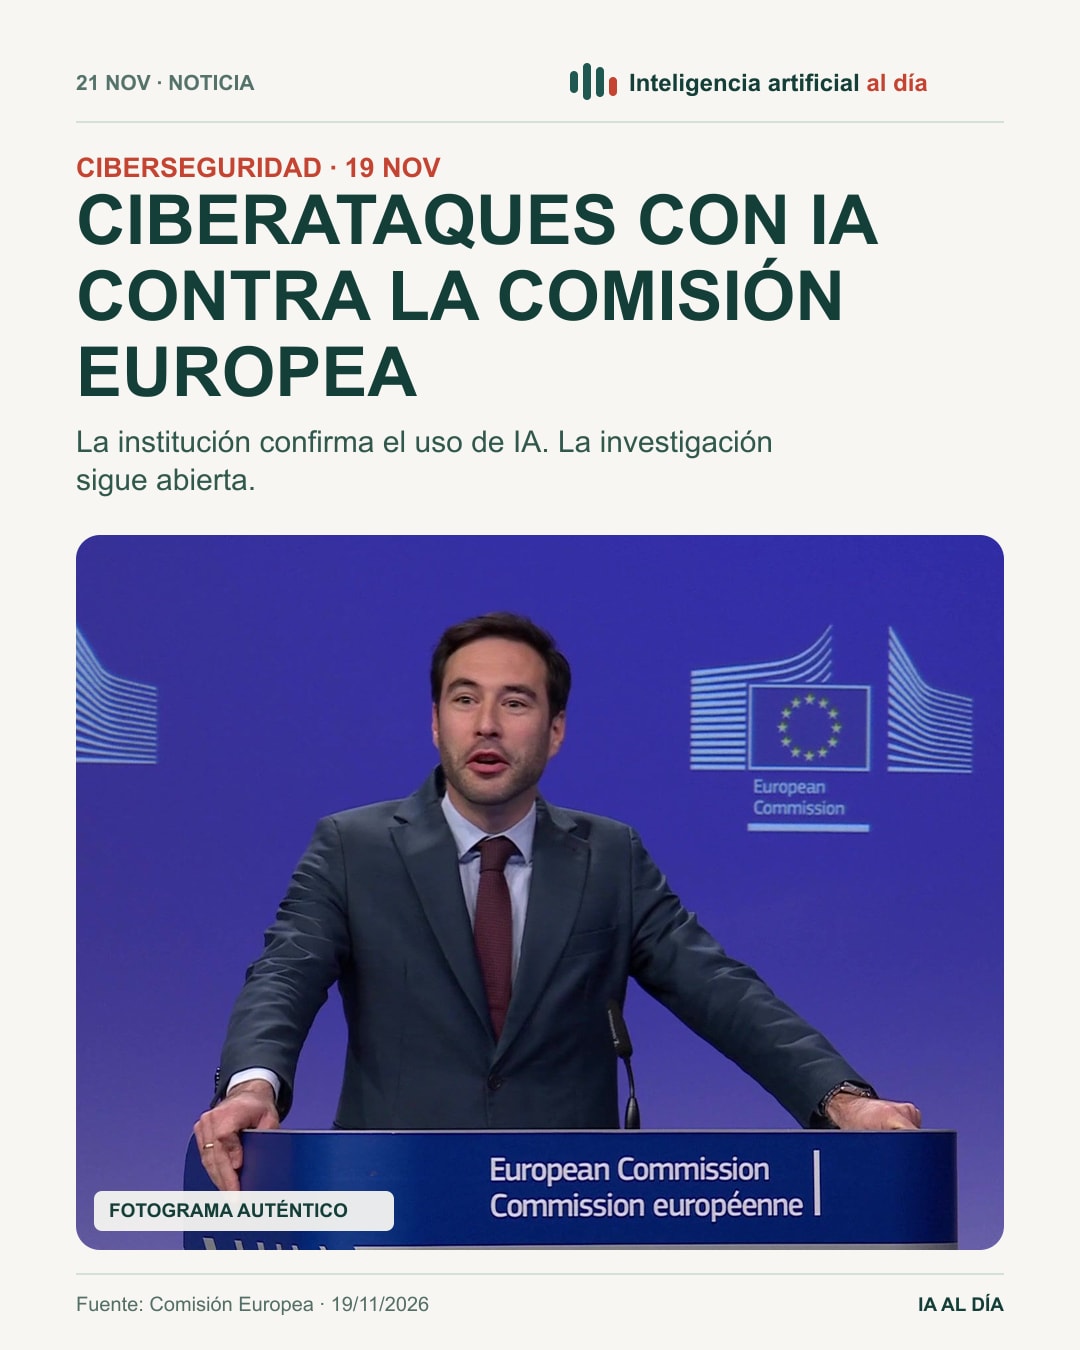 21 NOV · NOTICIA
Inteligencia artificial al día
CIBERSEGURIDAD · 19 NOV
CIBERATAQUES CON IA
CONTRA LA COMISIÓN
EUROPEA
La institución confirma el uso de IA. La investigación
sigue abierta.
European
Commission
European Commission
Commission européenne
FOTOGRAMA AUTÉNTICO
Fuente: Comisión Europea · 19/11/2026
IA AL DÍA